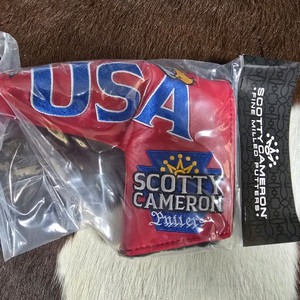 USA
SCOTTY
CAMERON
Putters
SCOTTY CAMERON
FINE MILLED PUTTERS